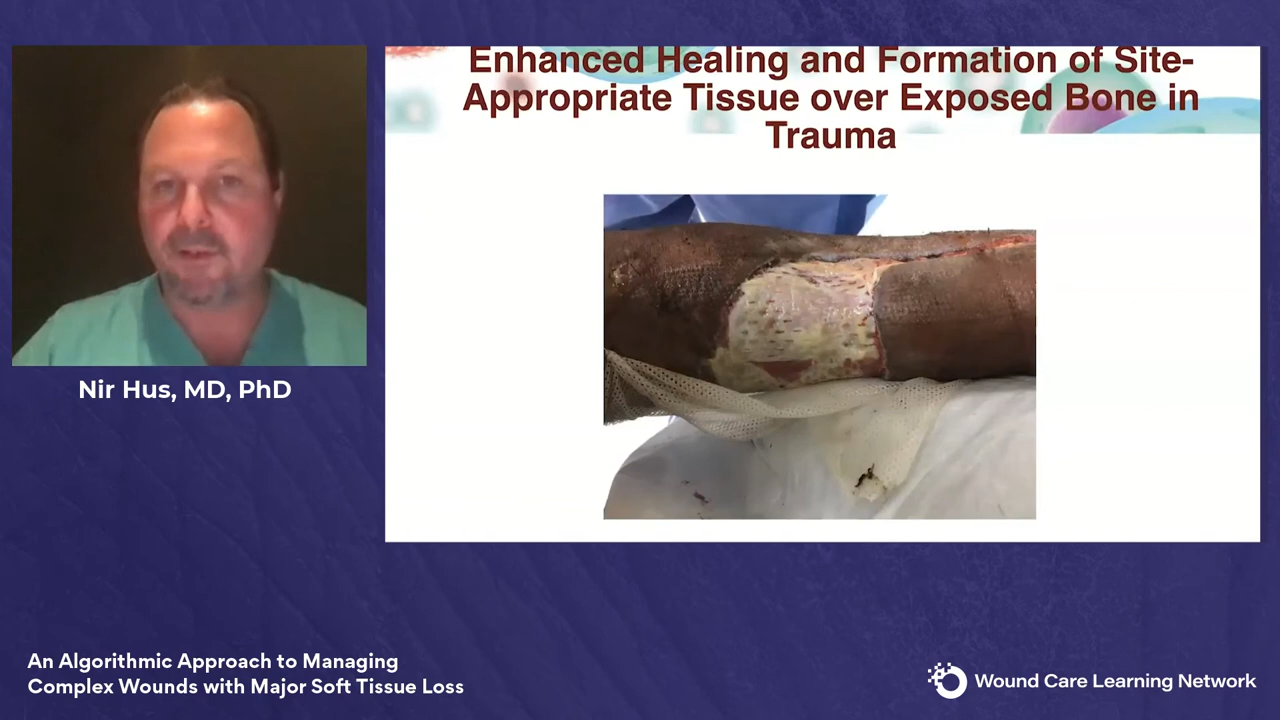 Enhanced Healing and Formation of Site-
Appropriate Tissue over Exposed Bone in
Trauma
Nir Hus, MD, PhD
An Algorithmic Approach to Managing
Complex Wounds with Major Soft Tissue Loss
Wound Care Learning Network